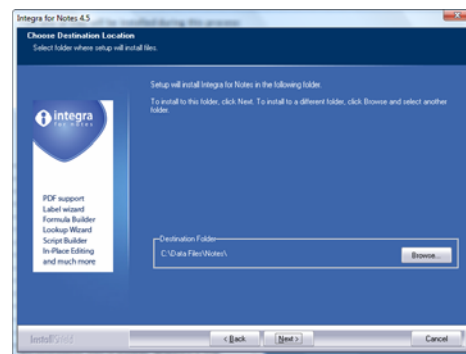 Integra for Notes 4.5
Choose Destination Location
Select folder where setup will install files.
Setup will install Integra for Notes in the following folder.
To install to this folder, click Next. To install to a different folder, click Browse and select another
folder.
integra
for notes
PDF support
Label wizard
Formula Builder
Lookup Wizard
Script Builder
In-Place Editing
and much more
Destination Folder
C:\Data Files\Notes\
Browse...
InstallShield
< Back
Next >
Cancel